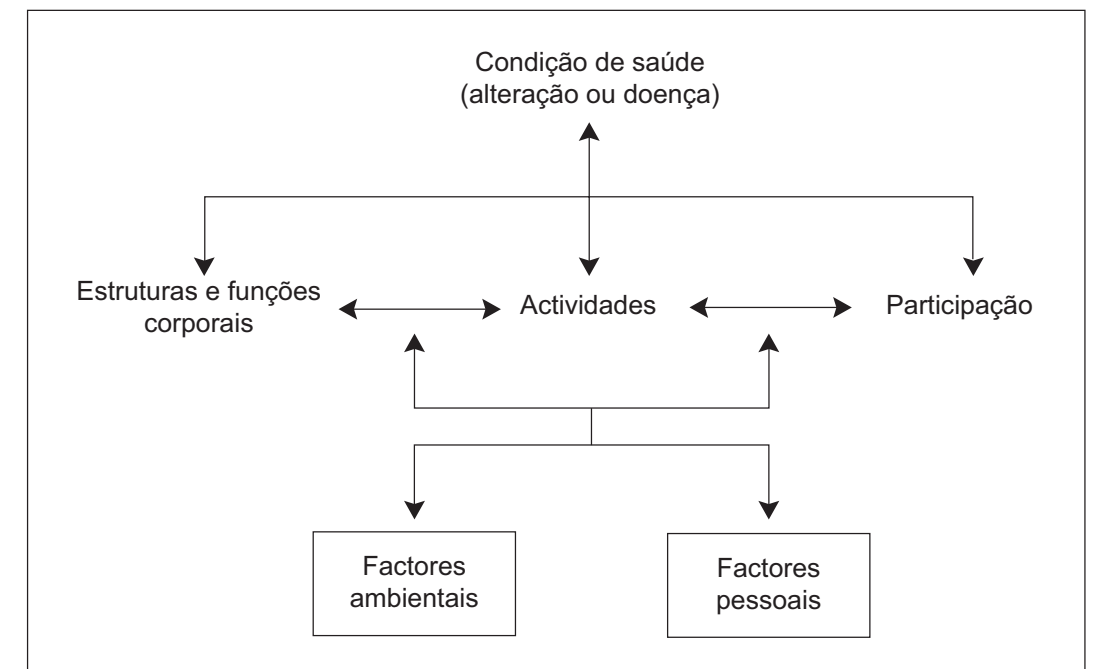 Condição de saúde
(alteração ou doença)
Estruturas e funções
corporais
Actividades
Participação
Factores
ambientais
Factores
pessoais